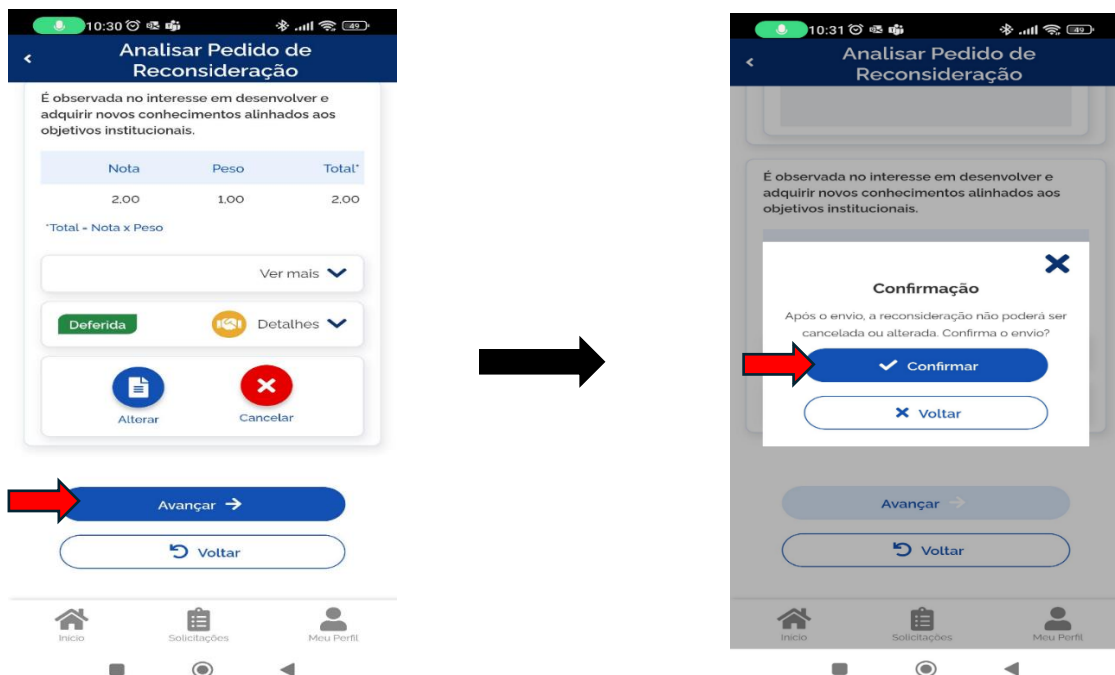 10:30
49
Analisar Pedido de
Reconsideração
É observada no interesse em desenvolver e
adquirir novos conhecimentos alinhados aos
objetivos institucionais.
Nota Peso Total*
2,00 1,00 2,00
*Total = Nota x Peso
Ver mais
Deferida Detalhes
Alterar Cancelar
Avançar
Voltar
Início Solicitações Meu Perfil
10:31
49
Analisar Pedido de
Reconsideração
É observada no interesse em desenvolver e
adquirir novos conhecimentos alinhados aos
objetivos institucionais.
Confirmação
Após o envio, a reconsideração não poderá ser
cancelada ou alterada. Confirma o envio?
Confirmar
Voltar
Avançar
Voltar
Início Solicitações Meu Perfil